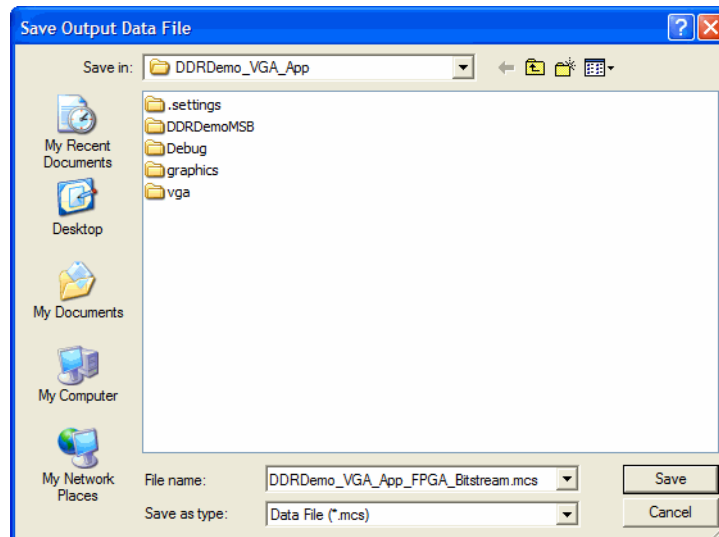 Save Output Data File
Save in: DDRDemo_VGA_App
.settings
DDRDemoMSB
Debug
graphics
vga
My Recent
Documents
Desktop
My Documents
My Computer
My Network
Places
File name: DDRDemo_VGA_App_FPGA_Bitstream.mcs Save
Save as type: Data File (*.mcs) Cancel